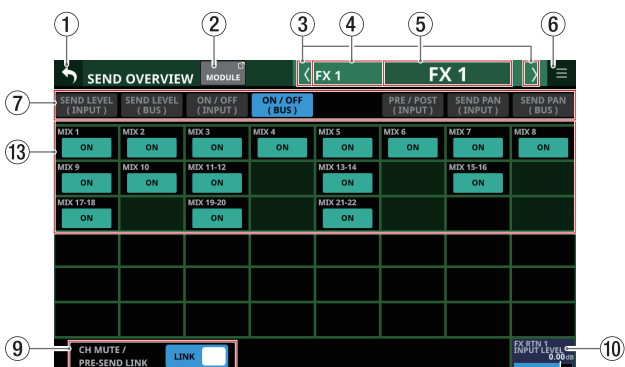 1 2 3 4 5 6
SEND OVERVIEW MODULE FX 1 FX 1
7
SEND LEVEL SEND LEVEL ON / OFF ON / OFF PRE / POST SEND PAN SEND PAN
( INPUT ) ( BUS ) ( INPUT ) ( BUS ) ( INPUT ) ( INPUT ) ( BUS )
13
MIX 1 MIX 2 MIX 3 MIX 4 MIX 5 MIX 6 MIX 7 MIX 8
ON ON ON ON ON ON ON ON
MIX 9 MIX 10 MIX 11-12 MIX 13-14 MIX 15-16
ON ON ON ON ON
MIX 17-18 MIX 19-20 MIX 21-22
ON ON ON
9
CH MUTE /
PRE-SEND LINK
LINK
FX RTN 1
INPUT LEVEL
0.00 dB
10